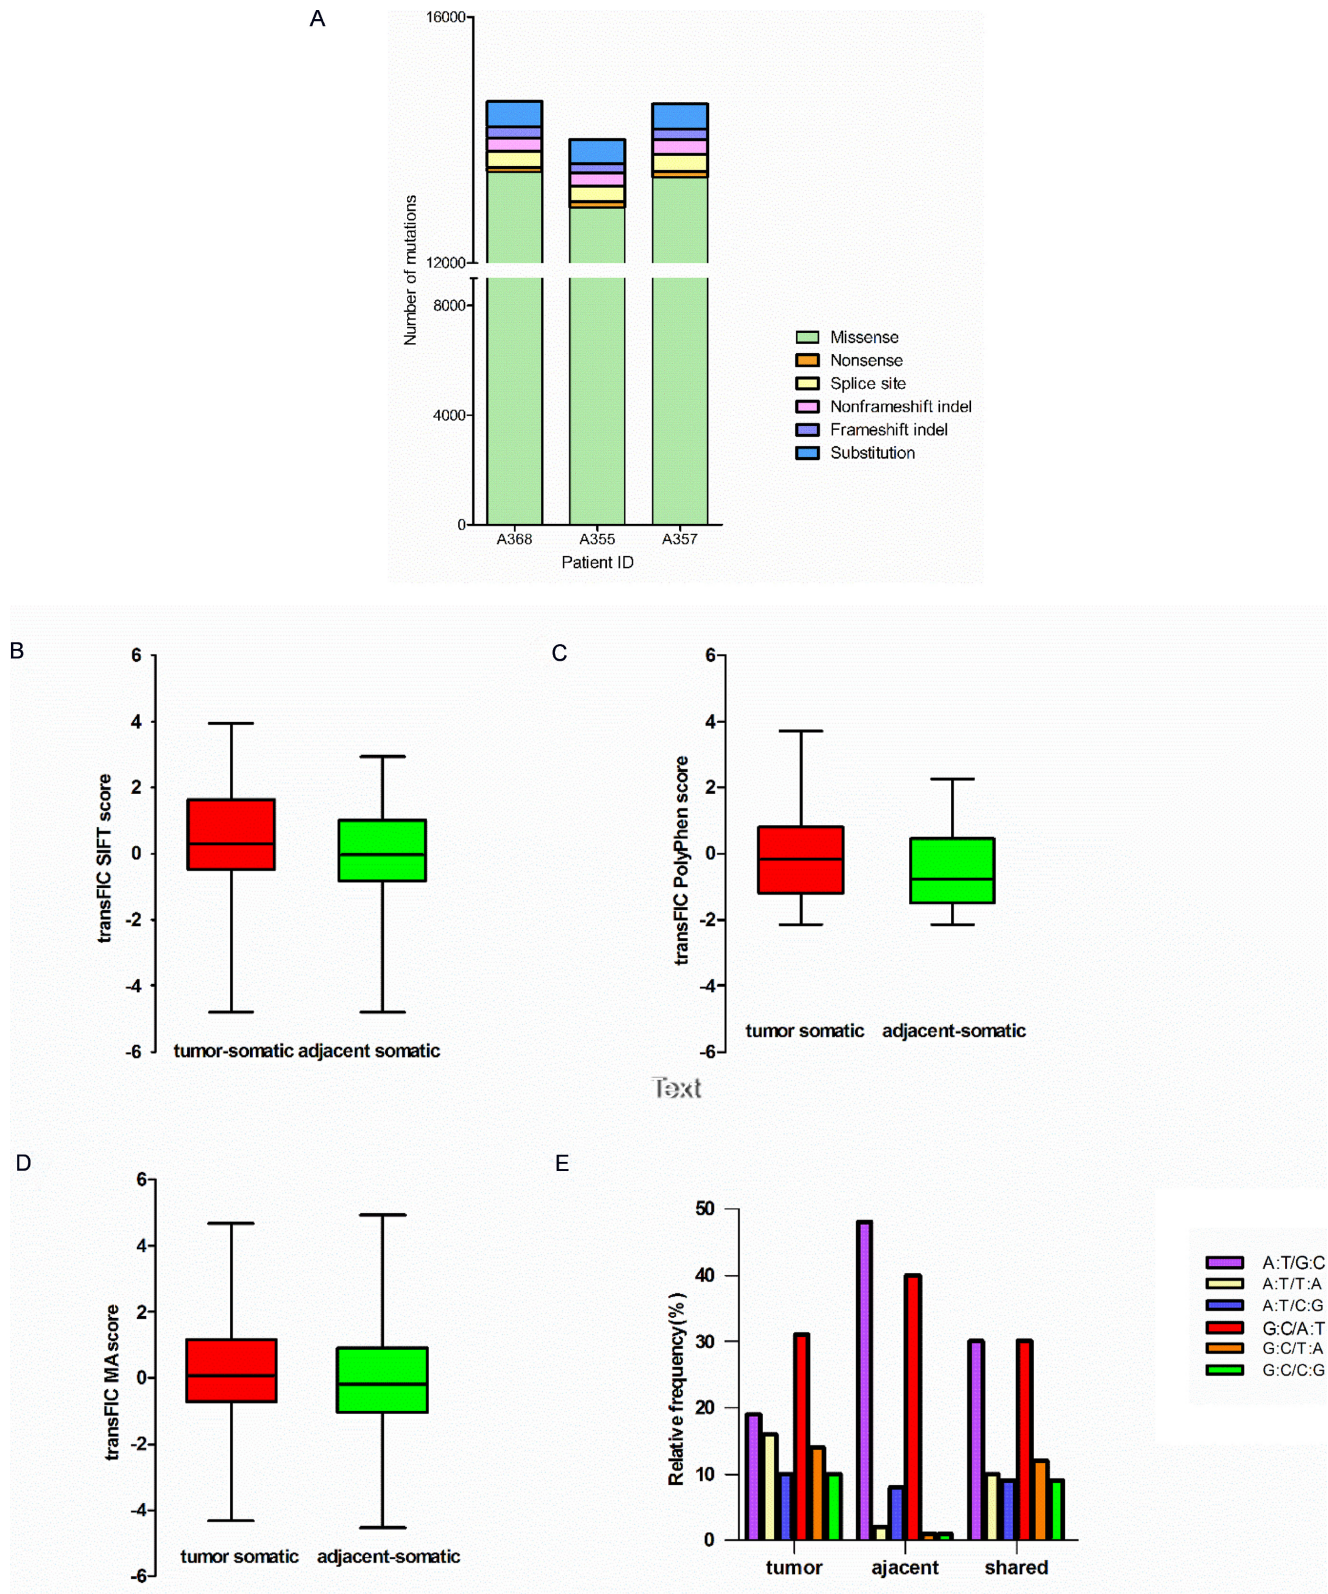 A
16000
12000
8000
4000
0
Number of mutations
A368 A355 A357
Patient ID
Missense
Nonsense
Splice site
Nonframeshift indel
Frameshift indel
Substitution
B
6
4
2
0
-2
-4
-6
transFIC SIFT score
tumor-somatic adjacent somatic
C
6
4
2
0
-2
-4
-6
transFIC PolyPhen score
tumor somatic adjacent-somatic
Text
D
6
4
2
0
-2
-4
-6
transFIC MA score
tumor somatic adjacent-somatic
E
50
40
30
20
10
0
Relative frequency(%)
tumor ajacent shared
A:T/G:C
A:T/T:A
A:T/C:G
G:C/A:T
G:C/T:A
G:C/C:G